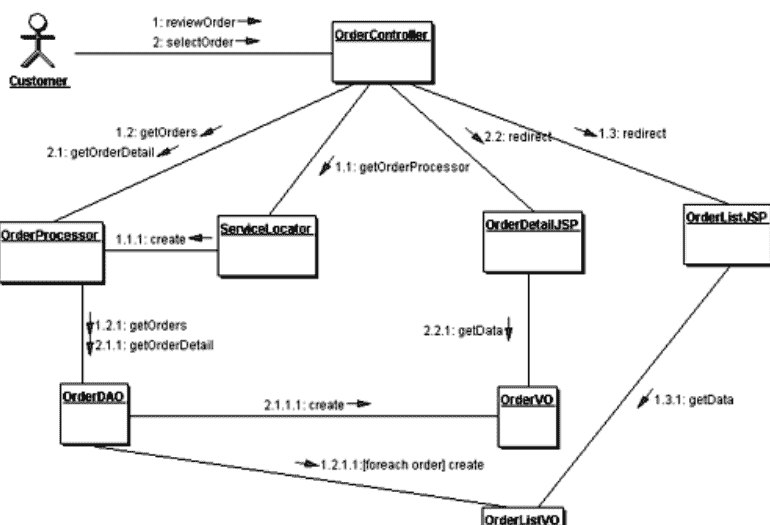 1: reviewOrder
2: selectOrder
OrderController
Customer
1.2: getOrders
2.1: getOrderDetail
2.2: redirect
1.3: redirect
1.1: getOrderProcessor
OrderProcessor
1.1.1: create
ServiceLocator
OrderDetailJSP
OrderListJSP
1.2.1: getOrders
2.1.1: getOrderDetail
2.2.1: getData
OrderDAO
2.1.1.1: create
OrderVO
1.3.1: getData
1.2.1.1:[foreach order] create
OrderListVO